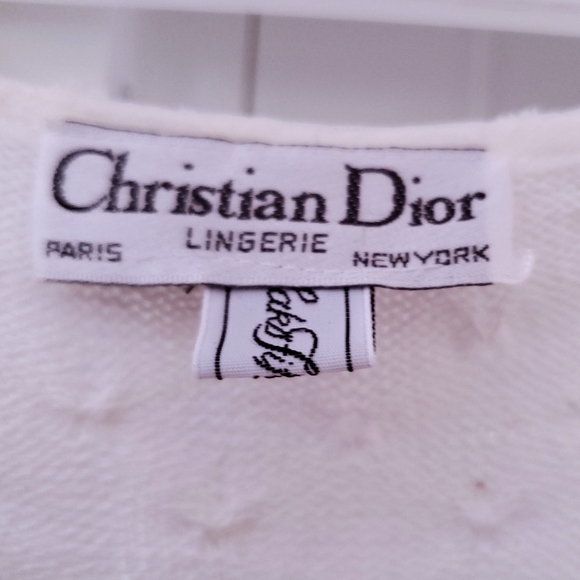 Christian Dior
LINGERIE
PARIS NEW YORK